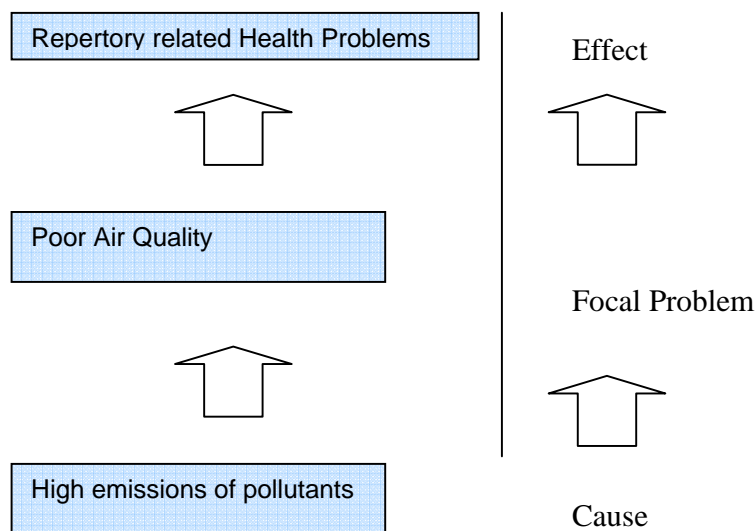 Repertory related Health Problems
Effect
Poor Air Quality
Focal Problem
High emissions of pollutants
Cause